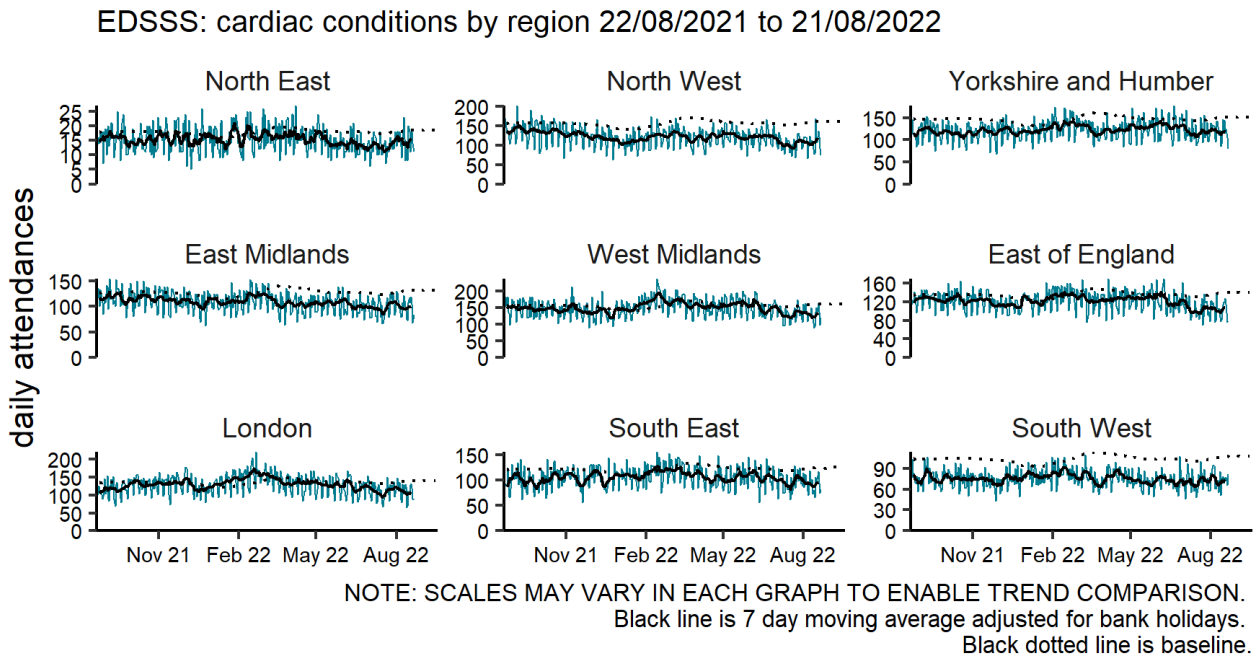 EDSSS: cardiac conditions by region 22/08/2021 to 21/08/2022
North East
North West
Yorkshire and Humber
25
20
15
10
5
0
200
150
100
50
0
150
100
50
0
daily attendances
East Midlands
West Midlands
East of England
150
100
50
0
200
150
100
50
0
160
120
80
40
0
London
South East
South West
200
150
100
50
0
150
100
50
0
90
60
30
0
Nov 21 Feb 22 May 22 Aug 22
Nov 21 Feb 22 May 22 Aug 22
Nov 21 Feb 22 May 22 Aug 22
NOTE: SCALES MAY VARY IN EACH GRAPH TO ENABLE TREND COMPARISON.
Black line is 7 day moving average adjusted for bank holidays.
Black dotted line is baseline.